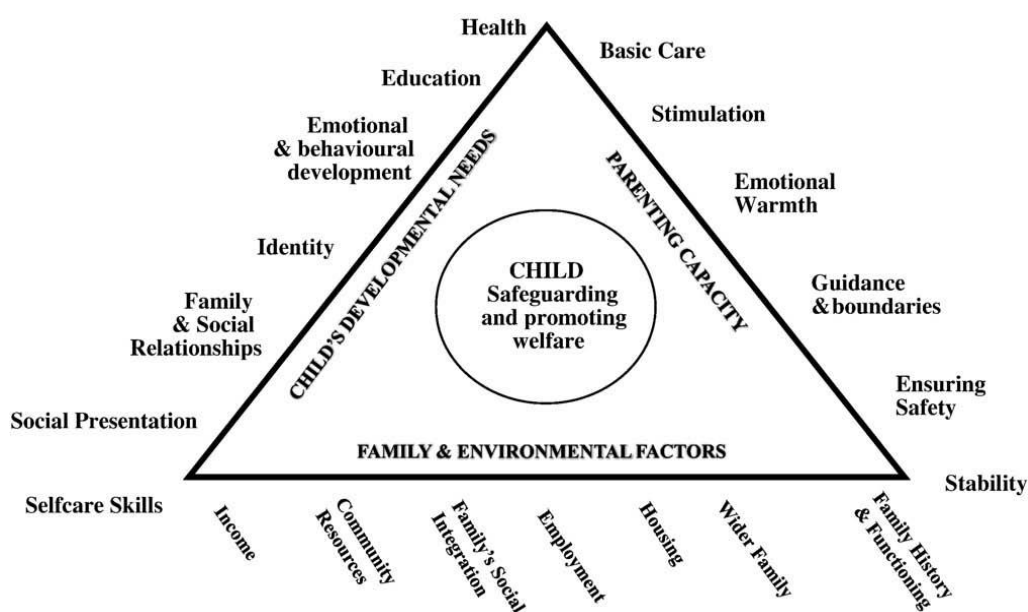 Health
Education
Emotional
& behavioural
development
Identity
Family
& Social
Relationships
Social Presentation
Selfcare Skills
CHILD'S DEVELOPMENTAL NEEDS
Basic Care
Stimulation
Emotional
Warmth
Guidance
& boundaries
Ensuring
Safety
Stability
PARENTING CAPACITY
CHILD
Safeguarding
and promoting
welfare
FAMILY & ENVIRONMENTAL FACTORS
Income
Community
Resources
Family's Social
Integration
Employment
Housing
Wider Family
Family History
& Functioning